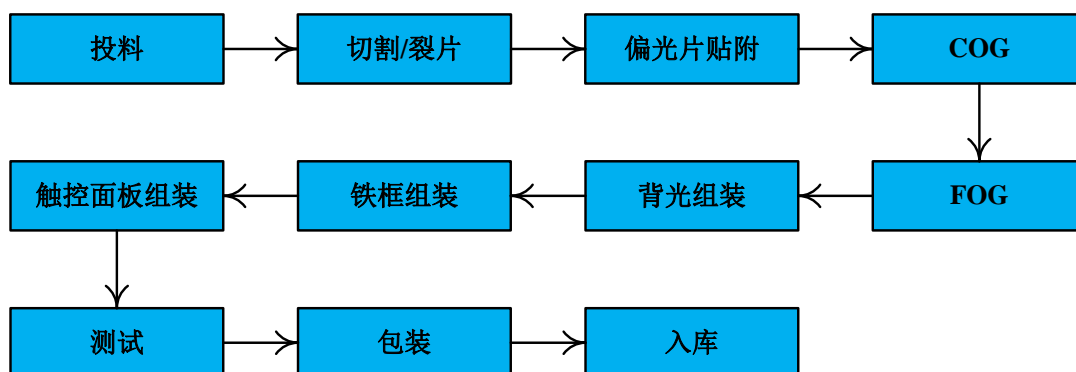 投料
切割/裂片
偏光片贴附
COG
触控面板组装
铁框组装
背光组装
FOG
测试
包装
入库